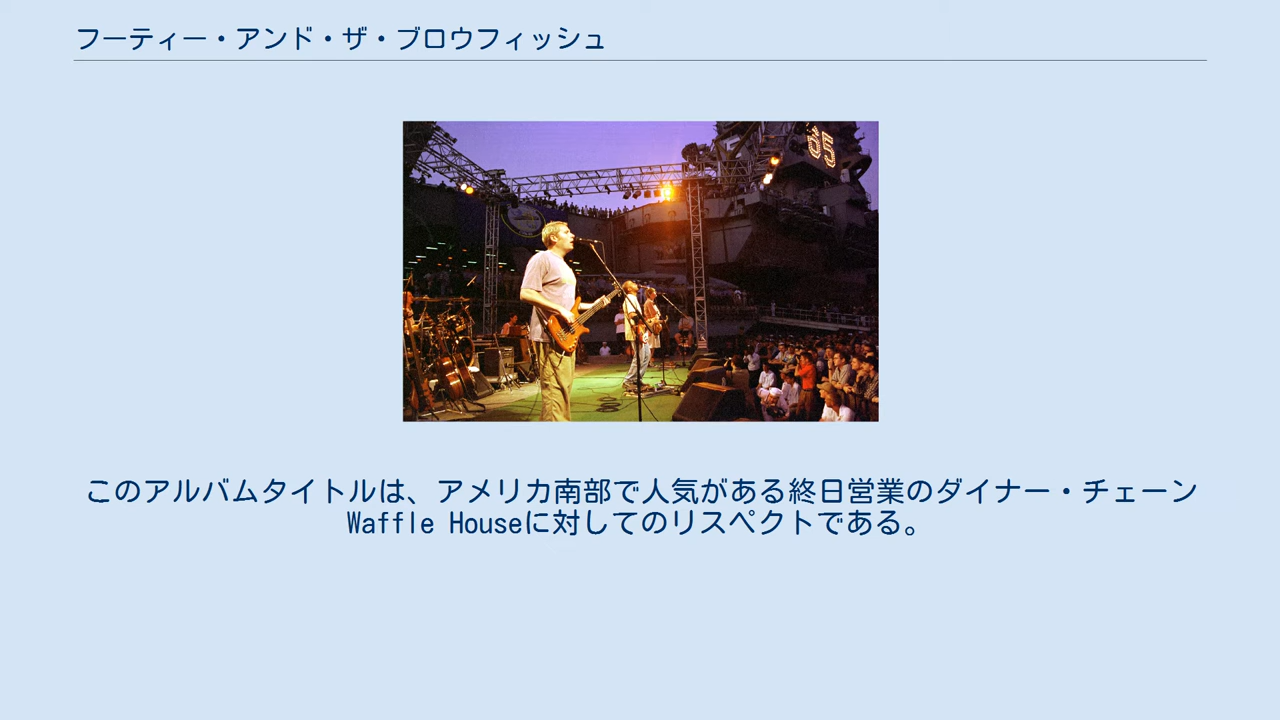 フーティー・アンド・ザ・ブロウフィッシュ
65
このアルバムタイトルは、アメリカ南部で人気がある終日営業のダイナー・チェーン
Waffle Houseに対してのリスペクトである。